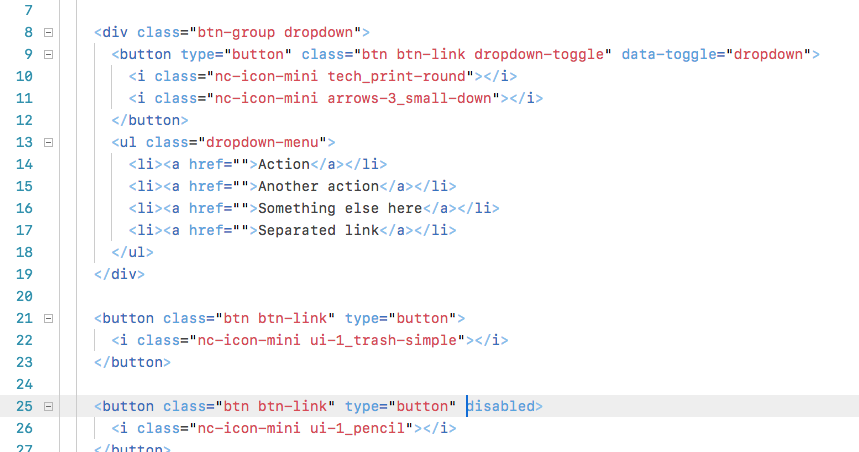 7
8 <div class="btn-group dropdown">
9 <button type="button" class="btn btn-link dropdown-toggle" data-toggle="dropdown">
10 <i class="nc-icon-mini tech_print-round"></i>
11 <i class="nc-icon-mini arrows-3_small-down"></i>
12 </button>
13 <ul class="dropdown-menu">
14 <li><a href="">Action</a></li>
15 <li><a href="">Another action</a></li>
16 <li><a href="">Something else here</a></li>
17 <li><a href="">Separated link</a></li>
18 </ul>
19 </div>
20
21 <button class="btn btn-link" type="button">
22 <i class="nc-icon-mini ui-1_trash-simple"></i>
23 </button>
24
25 <button class="btn btn-link" type="button" disabled>
26 <i class="nc-icon-mini ui-1_pencil"></i>
27 </button>